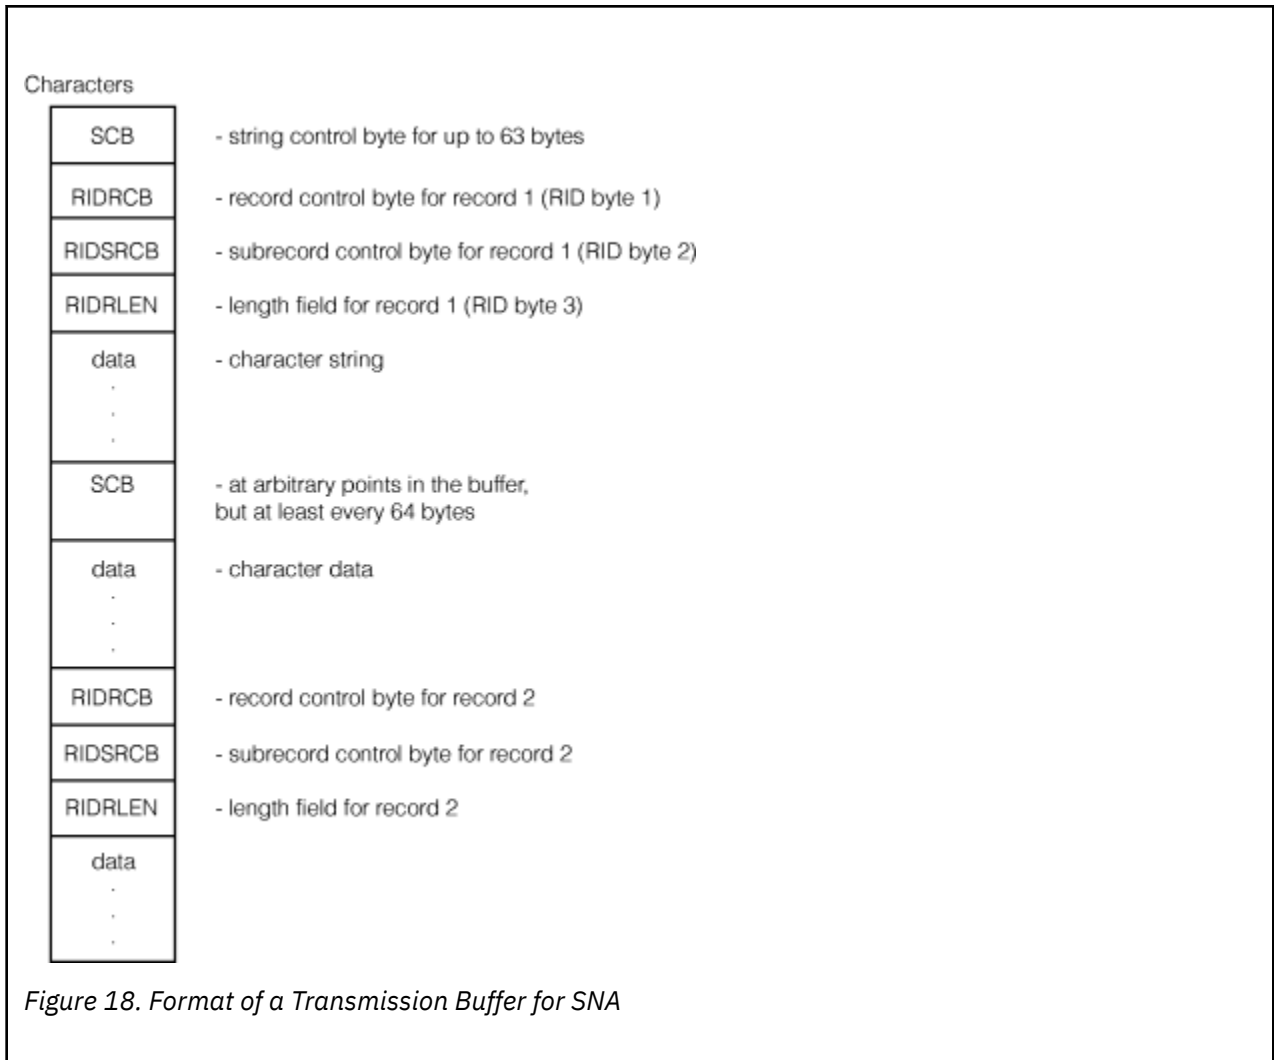 Characters
SCB - string control byte for up to 63 bytes
RIDRCB - record control byte for record 1 (RID byte 1)
RIDSRCB - subrecord control byte for record 1 (RID byte 2)
RIDRLEN - length field for record 1 (RID byte 3)
data - character string
.
.
.
SCB - at arbitrary points in the buffer,
but at least every 64 bytes
data - character data
.
.
.
RIDRCB - record control byte for record 2
RIDSRCB - subrecord control byte for record 2
RIDRLEN - length field for record 2
data
.
.
.
Figure 18. Format of a Transmission Buffer for SNA